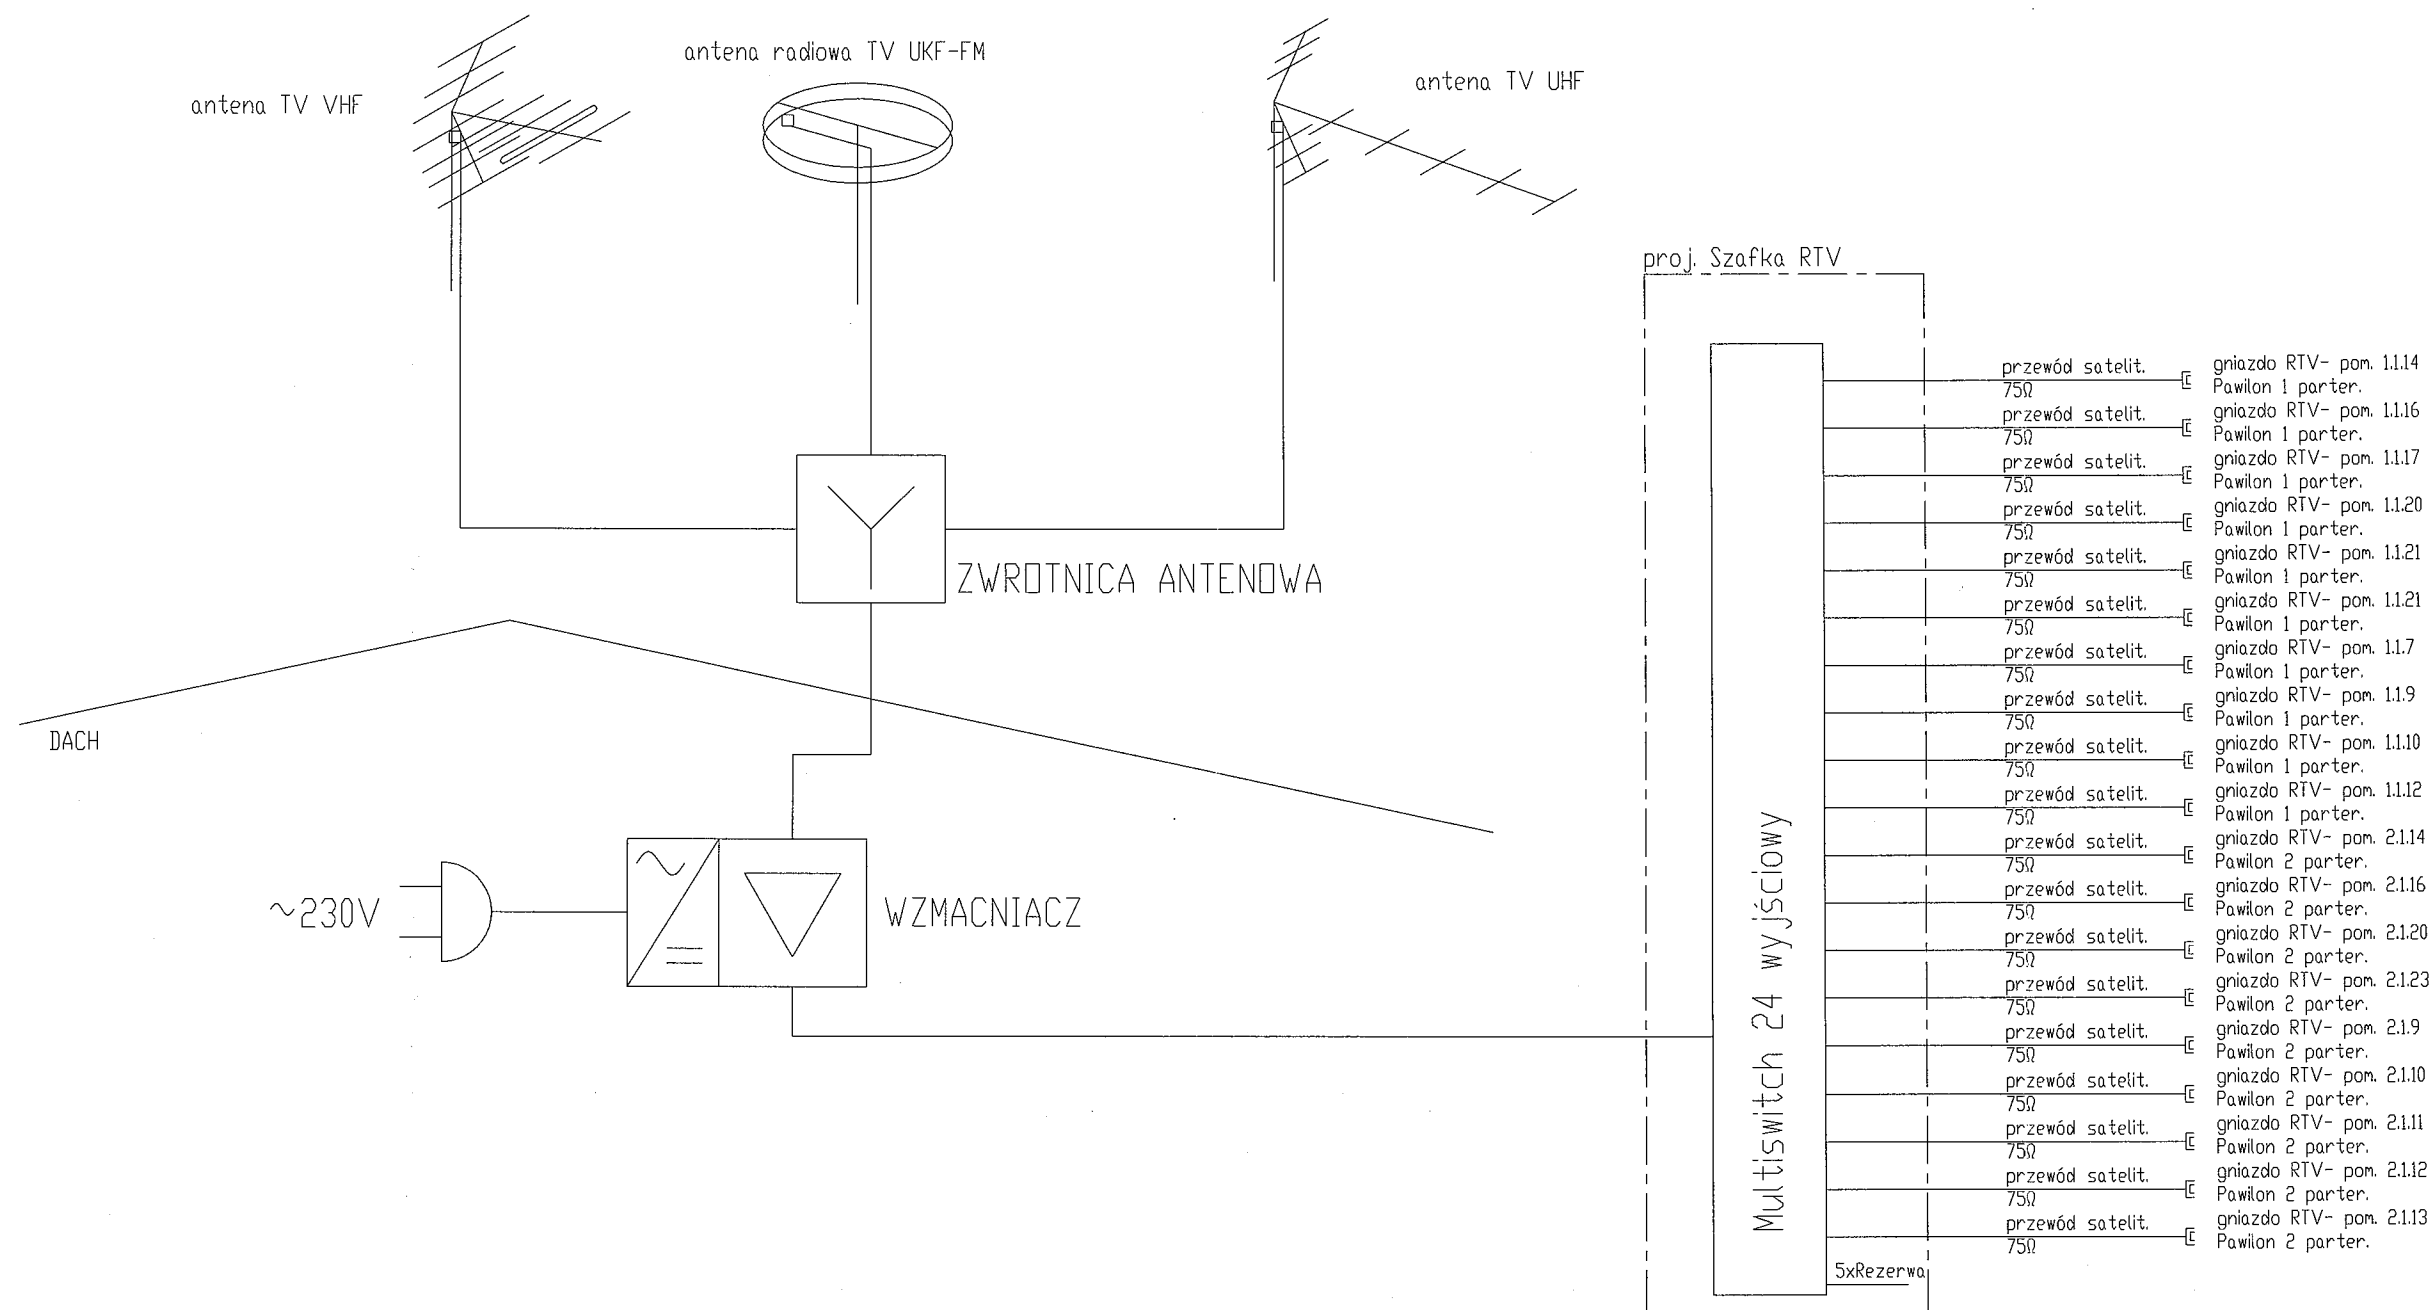 antena TV VHF
antena radiowa TV UKF-FM
antena TV UHF
ZWROTNICA ANTENOWA
DACH
~230V
WZMACNIACZ
proj. Szafka RTV
Multiswitch 24 wyjściowy
przewód satelit.
75Ω
gniazdo RTV- pom. 1.1.14
Pawilon 1 parter.
przewód satelit.
75Ω
gniazdo RTV- pom. 1.1.16
Pawilon 1 parter.
przewód satelit.
75Ω
gniazdo RTV- pom. 1.1.17
Pawilon 1 parter.
przewód satelit.
75Ω
gniazdo RTV- pom. 1.1.20
Pawilon 1 parter.
przewód satelit.
75Ω
gniazdo RTV- pom. 1.1.21
Pawilon 1 parter.
przewód satelit.
75Ω
gniazdo RTV- pom. 1.1.21
Pawilon 1 parter.
przewód satelit.
75Ω
gniazdo RTV- pom. 1.1.7
Pawilon 1 parter.
przewód satelit.
75Ω
gniazdo RTV- pom. 1.1.9
Pawilon 1 parter.
przewód satelit.
75Ω
gniazdo RTV- pom. 1.1.10
Pawilon 1 parter.
przewód satelit.
75Ω
gniazdo RTV- pom. 1.1.12
Pawilon 1 parter.
przewód satelit.
75Ω
gniazdo RTV- pom. 2.1.14
Pawilon 2 parter.
przewód satelit.
75Ω
gniazdo RTV- pom. 2.1.16
Pawilon 2 parter.
przewód satelit.
75Ω
gniazdo RTV- pom. 2.1.20
Pawilon 2 parter.
przewód satelit.
75Ω
gniazdo RTV- pom. 2.1.23
Pawilon 2 parter.
przewód satelit.
75Ω
gniazdo RTV- pom. 2.1.9
Pawilon 2 parter.
przewód satelit.
75Ω
gniazdo RTV- pom. 2.1.10
Pawilon 2 parter.
przewód satelit.
75Ω
gniazdo RTV- pom. 2.1.11
Pawilon 2 parter.
przewód satelit.
75Ω
gniazdo RTV- pom. 2.1.12
Pawilon 2 parter.
przewód satelit.
75Ω
gniazdo RTV- pom. 2.1.13
Pawilon 2 parter.
5xRezerwa